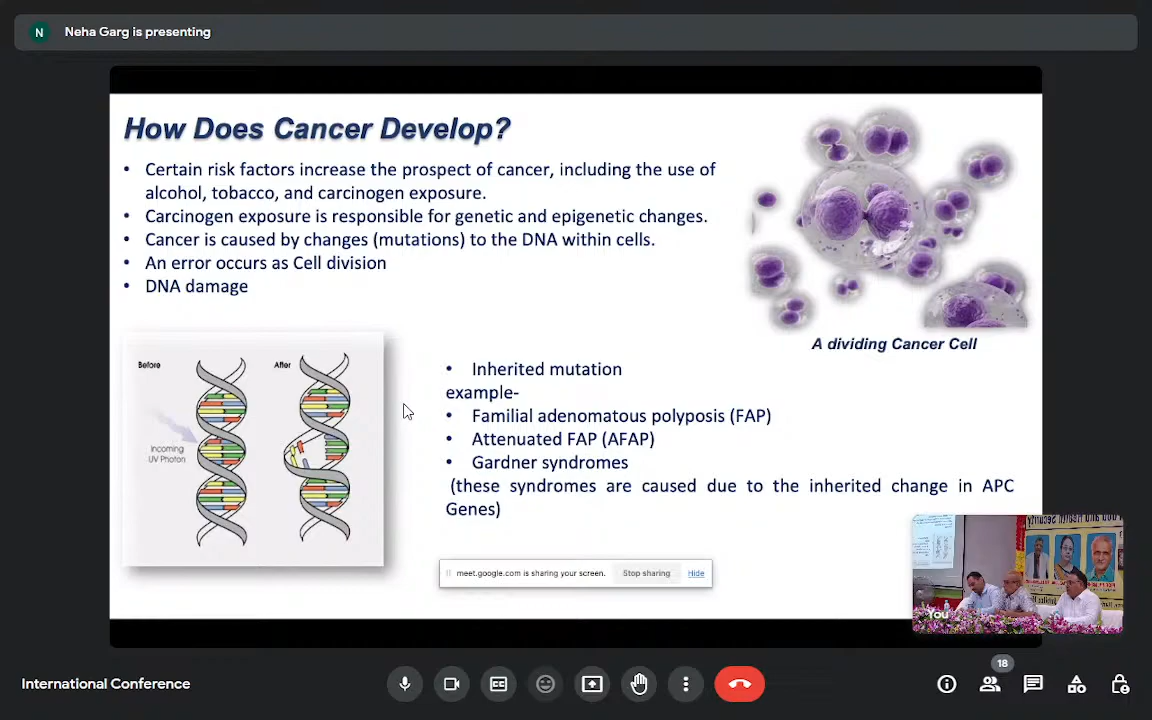 N
Neha Garg is presenting
How Does Cancer Develop?
• Certain risk factors increase the prospect of cancer, including the use of
alcohol, tobacco, and carcinogen exposure.
• Carcinogen exposure is responsible for genetic and epigenetic changes.
• Cancer is caused by changes (mutations) to the DNA within cells.
• An error occurs as Cell division
• DNA damage
A dividing Cancer Cell
Before
After
Incoming
UV Photon
• Inherited mutation
example-
• Familial adenomatous polyposis (FAP)
• Attenuated FAP (AFAP)
• Gardner syndromes
(these syndromes are caused due to the inherited change in APC
Genes)
meet.google.com is sharing your screen. Stop sharing Hide
You
International Conference
18